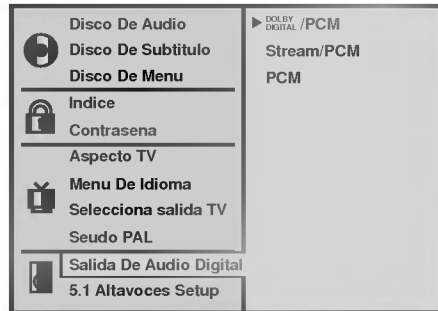 Disco De Audio
Disco De Subtitulo
Disco De Menu
Indice
Contrasena
Aspecto TV
Menu De Idioma
Selecciona salida TV
Seudo PAL
Salida De Audio Digital
5.1 Altavoces Setup
DOLBY DIGITAL /PCM
Stream/PCM
PCM